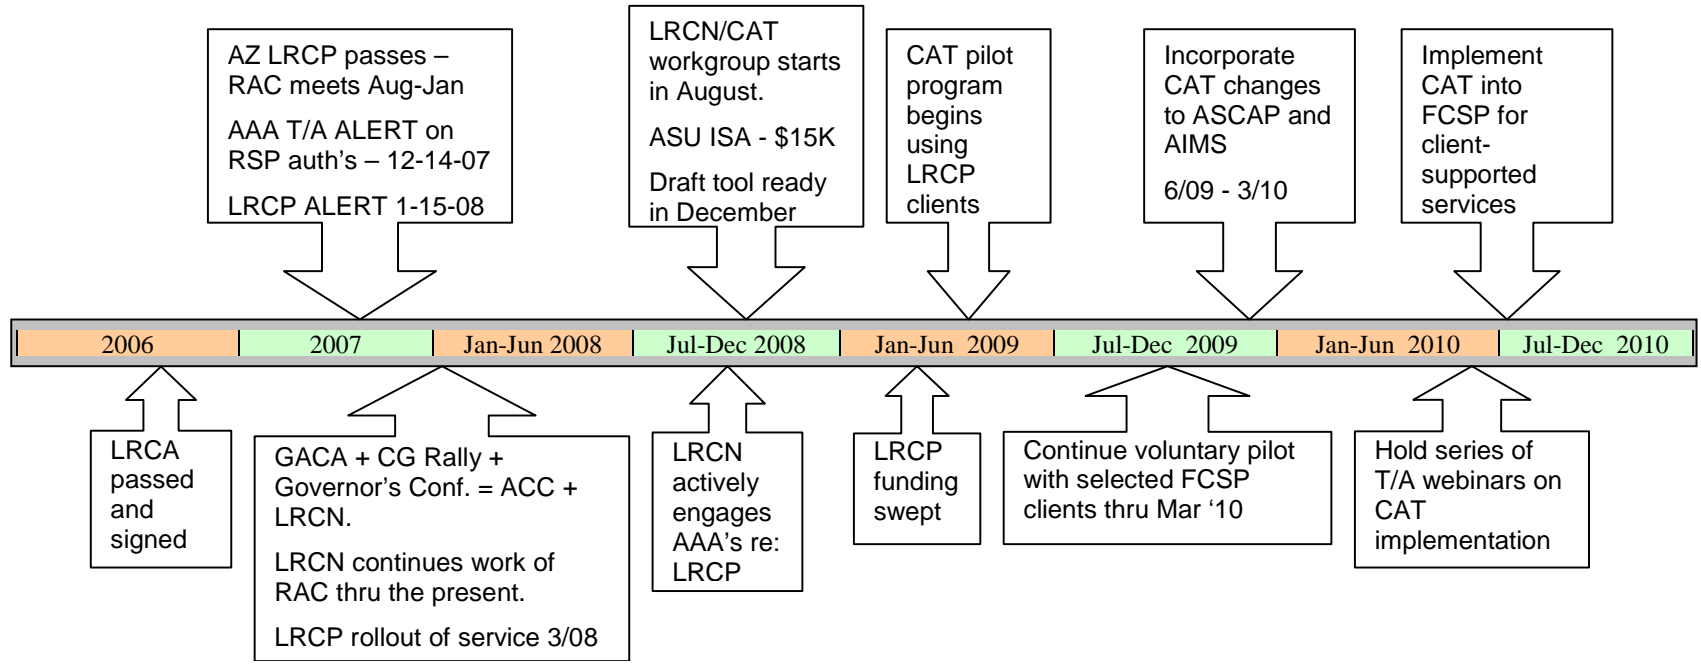 AZ LRCP passes –
RAC meets Aug-Jan
AAA T/A ALERT on
RSP auth's – 12-14-07
LRCP ALERT 1-15-08
LRCN/CAT
workgroup starts
in August.
ASU ISA - $15K
Draft tool ready
in December
CAT pilot
program
begins
using
LRCP
clients
Incorporate
CAT changes
to ASCAP and
AIMS
6/09 - 3/10
Implement
CAT into
FCSP for
client-
supported
services
2006
2007
Jan-Jun 2008
Jul-Dec 2008
Jan-Jun 2009
Jul-Dec 2009
Jan-Jun 2010
Jul-Dec 2010
LRCA
passed
and
signed
GACA + CG Rally +
Governor's Conf. = ACC +
LRCN.
LRCN continues work of
RAC thru the present.
LRCP rollout of service 3/08
LRCN
actively
engages
AAA's re:
LRCP
LRCP
funding
swept
Continue voluntary pilot
with selected FCSP
clients thru Mar '10
Hold series of
T/A webinars on
CAT
implementation